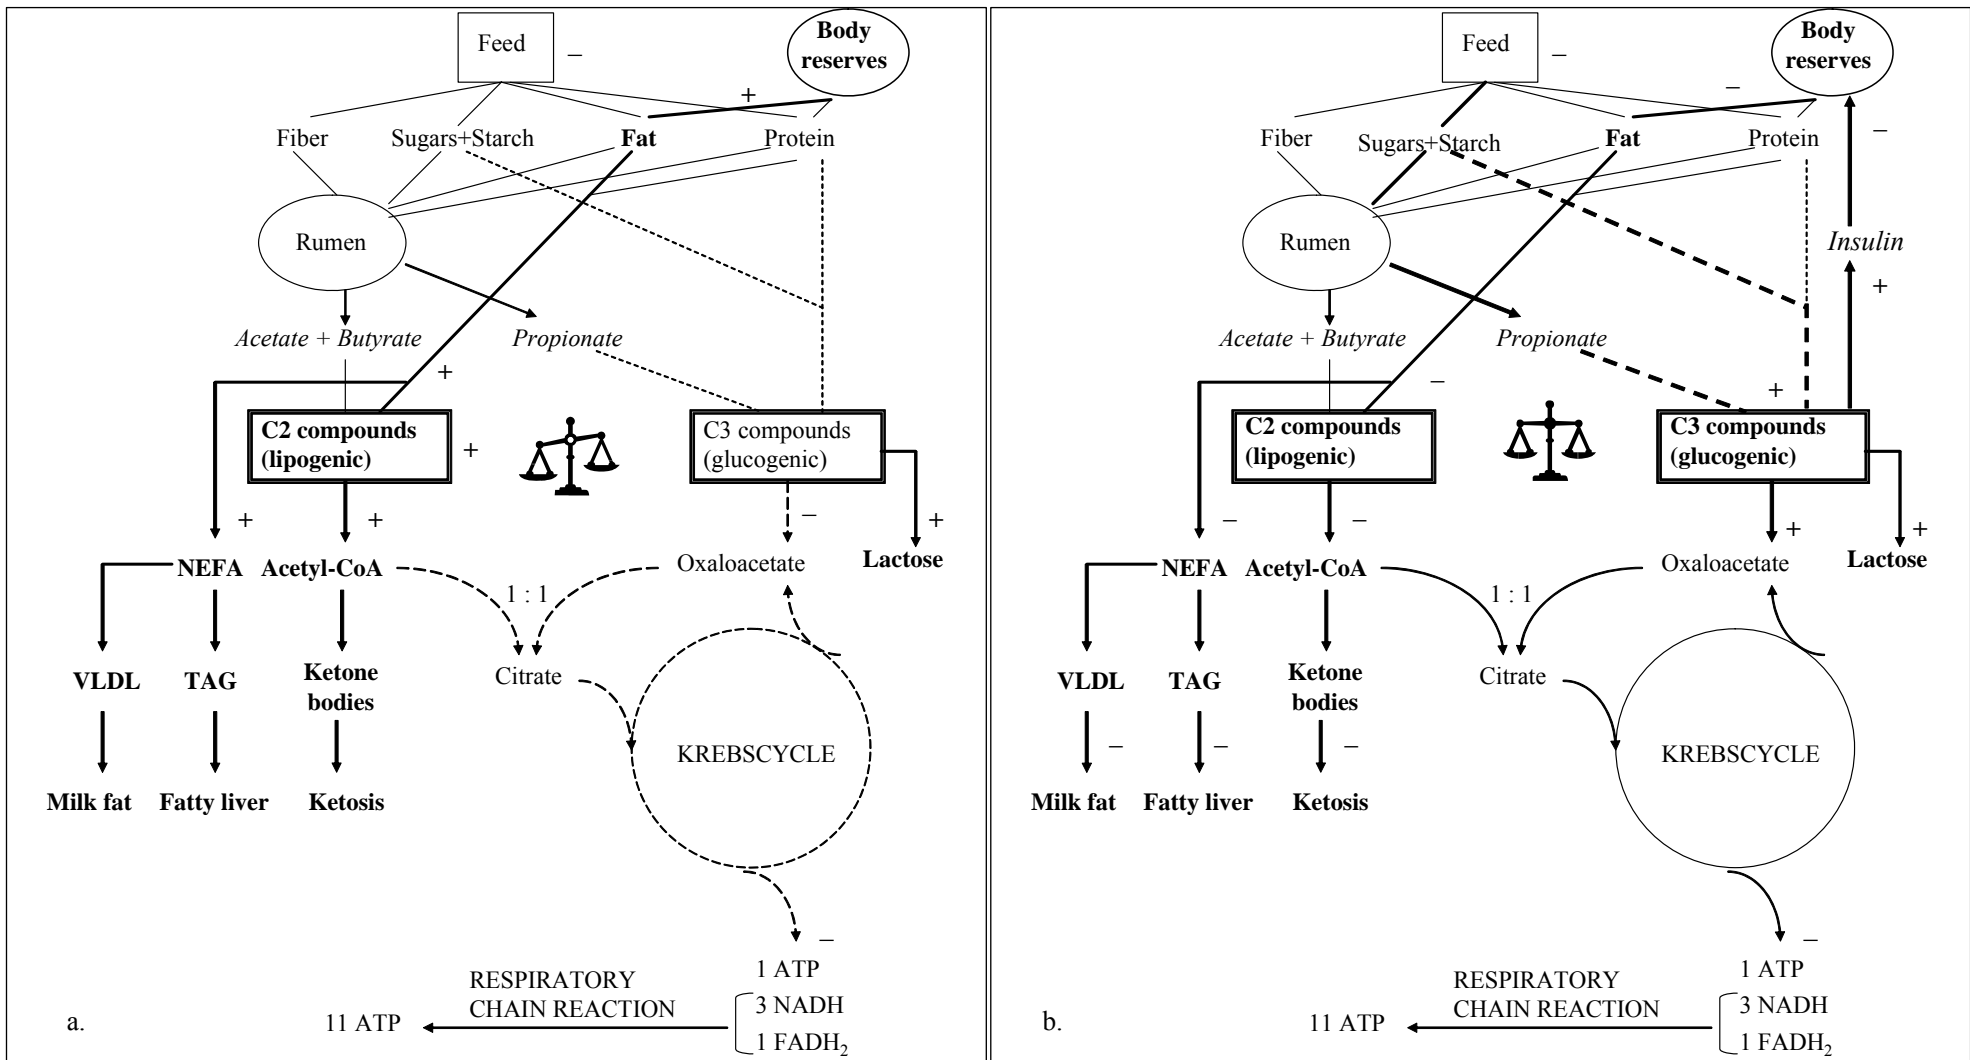 Feed
–
Body
reserves
+
Fiber
Sugars+Starch
Fat
Protein
Rumen
Acetate + Butyrate
Propionate
+
C2 compounds
(lipogenic)
+
C3 compounds
(glucogenic)
+
+
–
+
NEFA
Acetyl-CoA
Oxaloacetate
Lactose
1 : 1
VLDL
TAG
Ketone
bodies
Citrate
KREBSCYCLE
Milk fat
Fatty liver
Ketosis
–
1 ATP
RESPIRATORY
CHAIN REACTION
3 NADH
11 ATP
1 FADH₂
a.
Feed
–
Body
reserves
–
Fiber
Sugars+Starch
Fat
Protein
–
Rumen
Insulin
+
Acetate + Butyrate
Propionate
–
+
C2 compounds
(lipogenic)
C3 compounds
(glucogenic)
–
–
+
+
NEFA
Acetyl-CoA
Oxaloacetate
Lactose
1 : 1
VLDL
TAG
Ketone
bodies
Citrate
–
–
–
KREBSCYCLE
Milk fat
Fatty liver
Ketosis
–
1 ATP
RESPIRATORY
CHAIN REACTION
3 NADH
11 ATP
1 FADH₂
b.